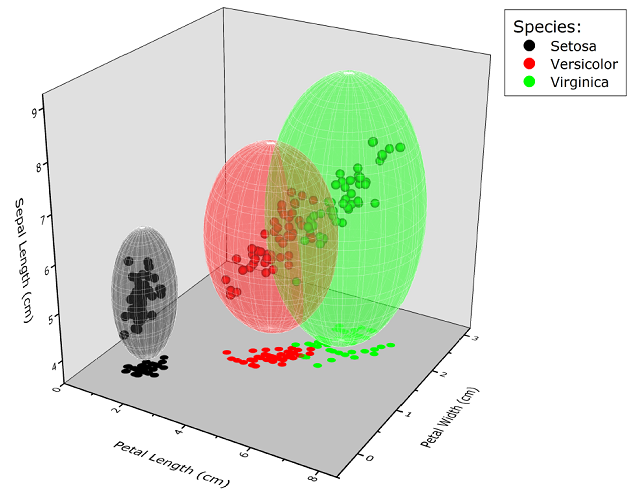 Species:
Setosa
Versicolor
Virginica
9
8
7
6
5
4
Sepal Length (cm)
0
2
4
6
8
Petal Length (cm)
0
1
2
3
Petal Width (cm)